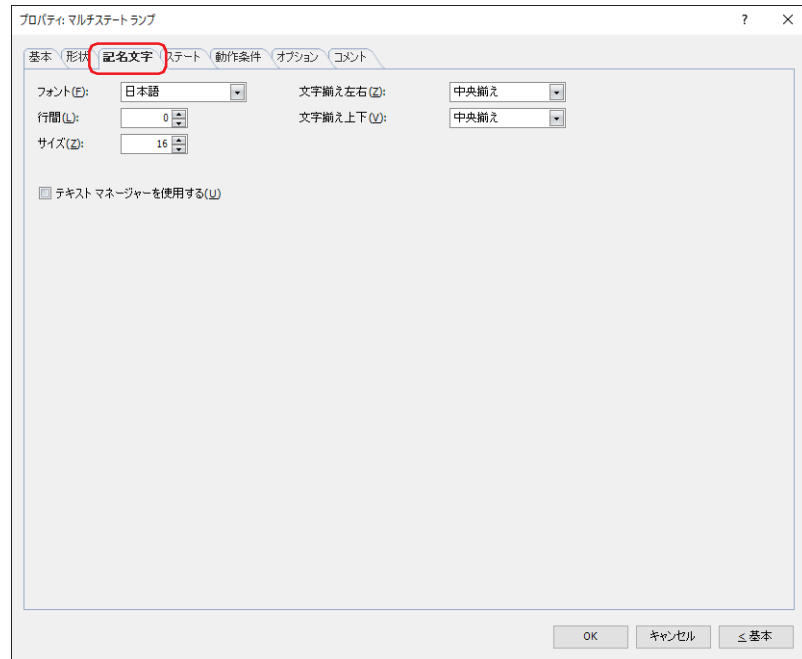 プロパティ: マルチステート ランプ ? ×
基本 形状 記名文字 ステート 動作条件 オプション コメント
フォント(F): 日本語 文字揃え左右(Z): 中央揃え
行間(L): 0 文字揃え上下(V): 中央揃え
サイズ(Z): 16
テキスト マネージャーを使用する(U)
OK キャンセル < 基本